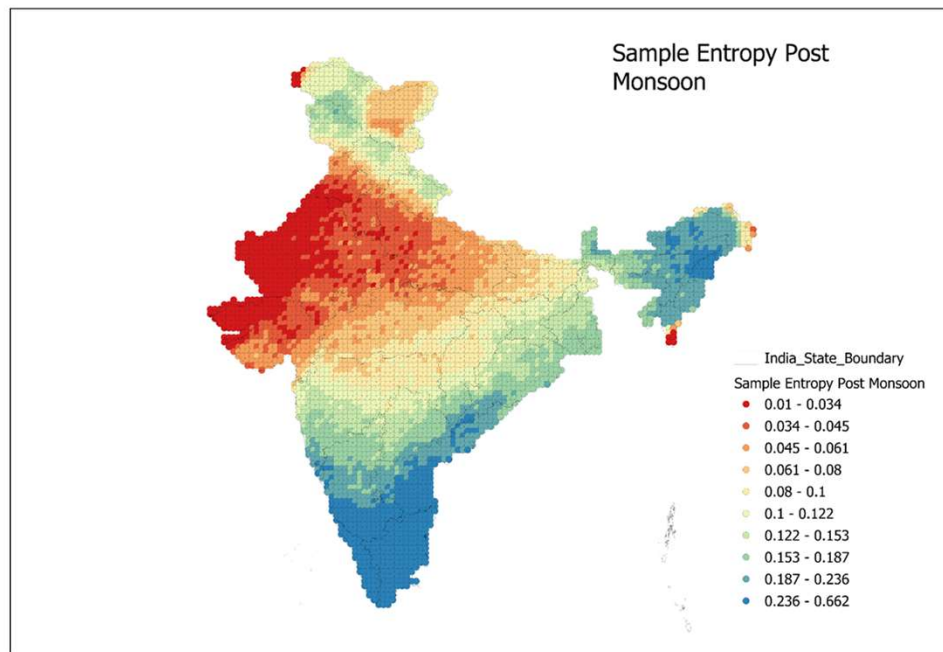 Sample Entropy Post
Monsoon
India_State_Boundary
Sample Entropy Post Monsoon
0.01 - 0.034
0.034 - 0.045
0.045 - 0.061
0.061 - 0.08
0.08 - 0.1
0.1 - 0.122
0.122 - 0.153
0.153 - 0.187
0.187 - 0.236
0.236 - 0.662